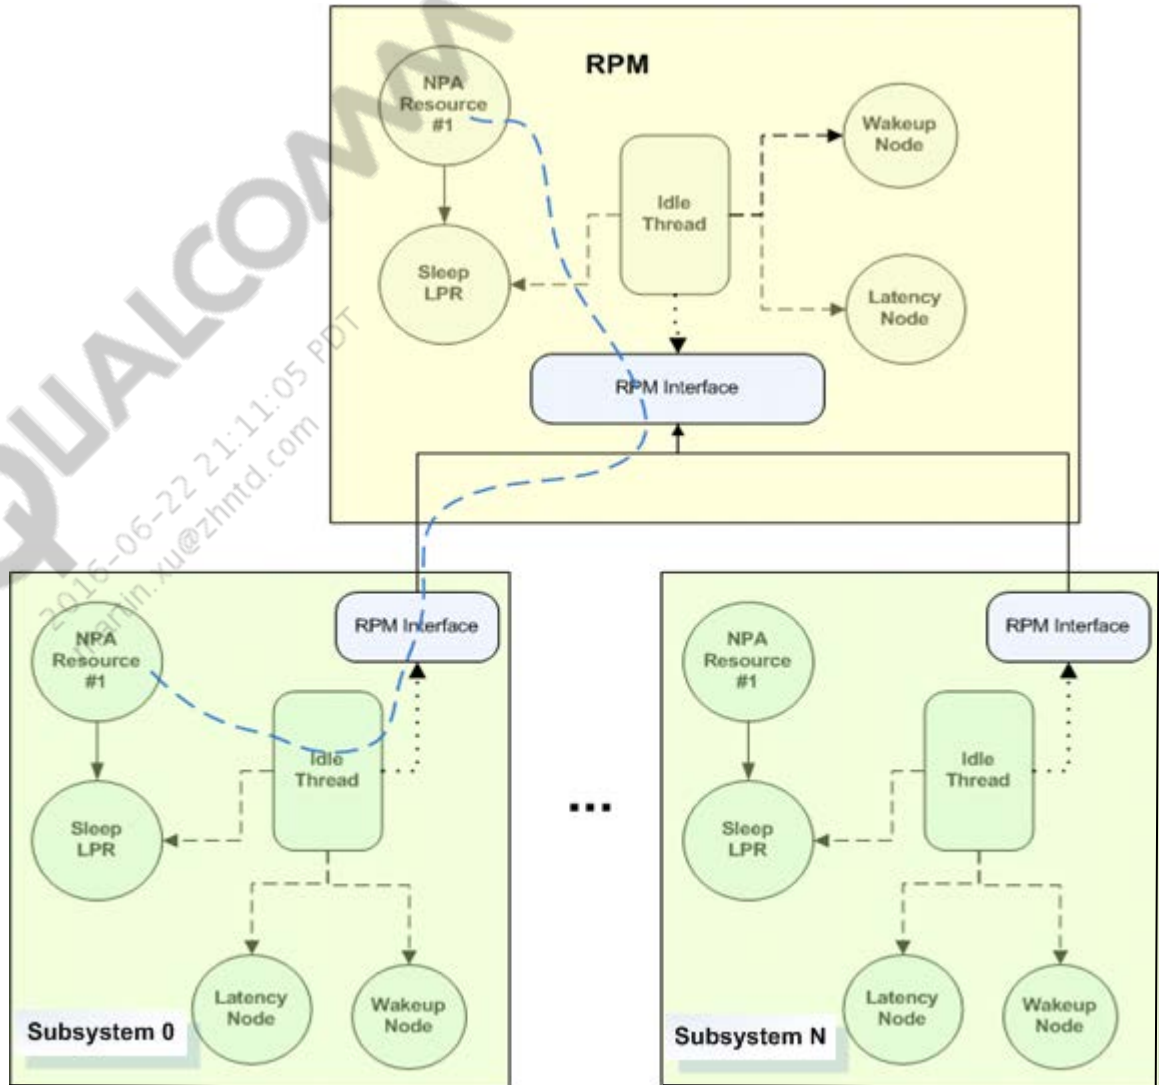 QUALCOMM
2016-06-22 21:11:05 PDT
RPM
NPA
Resource
#1
Wakeup
Node
Idle
Thread
Sleep
LPR
Latency
Node
RPM Interface
RPM Interface
NPA
Resource
#1
Idle
Thread
Sleep
LPR
Latency
Node
Wakeup
Node
Subsystem 0
...
RPM Interface
NPA
Resource
#1
Idle
Thread
Sleep
LPR
Latency
Node
Wakeup
Node
Subsystem N